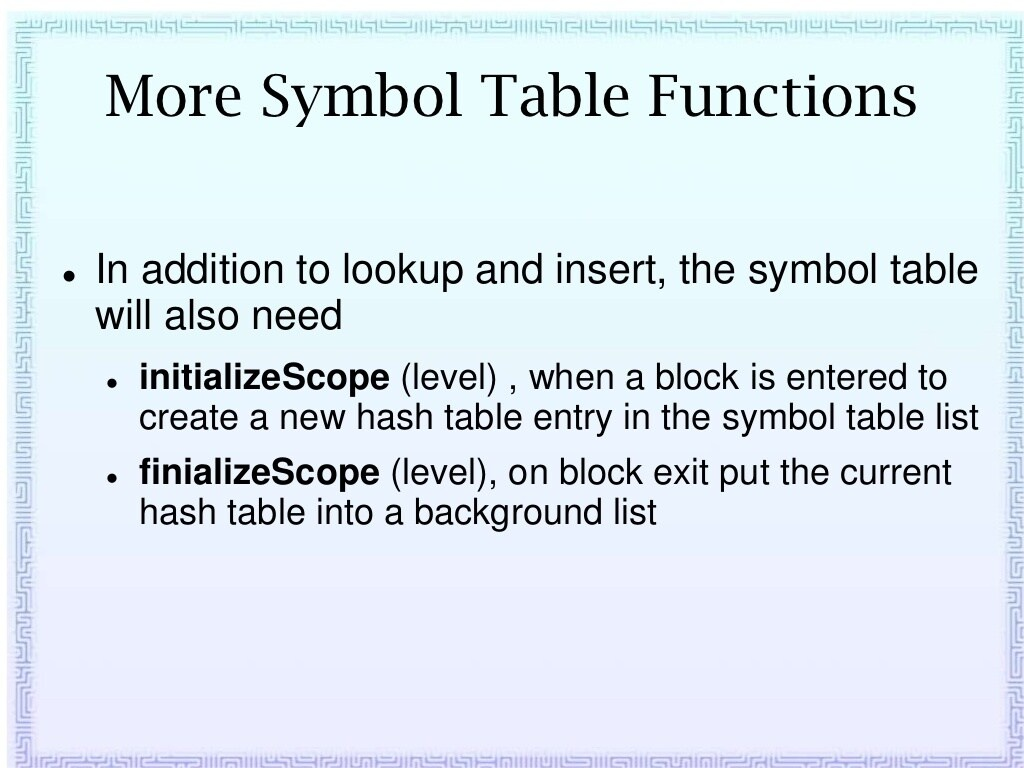 More Symbol Table Functions
● In addition to lookup and insert, the symbol table
will also need
● initializeScope (level) , when a block is entered to
create a new hash table entry in the symbol table list
● finializeScope (level), on block exit put the current
hash table into a background list